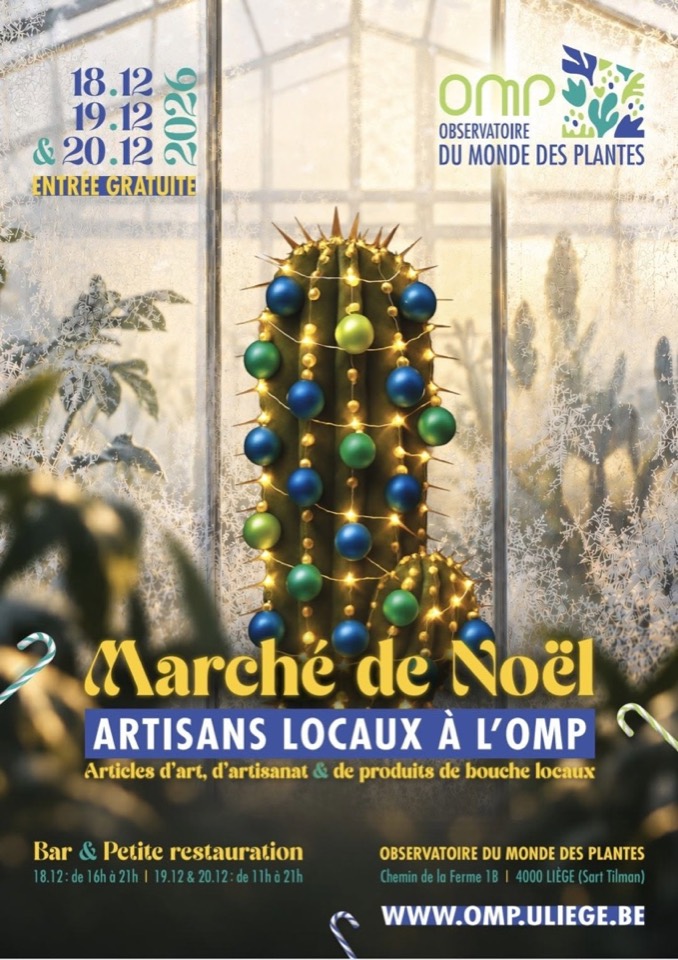 18.12
19.12
& 20.12
2026
ENTRÉE GRATUITE
omp
OBSERVATOIRE
DU MONDE DES PLANTES
Marché de Noël
ARTISANS LOCAUX À L'OMP
Articles d'art, d'artisanat & de produits de bouche locaux
Bar & Petite restauration
18.12 : de 16h à 21h | 19.12 & 20.12 : de 11h à 21h
OBSERVATOIRE DU MONDE DES PLANTES
Chemin de la Ferme 1B | 4000 LIÈGE (Sart Tilman)
WWW.OMP.ULIEGE.BE